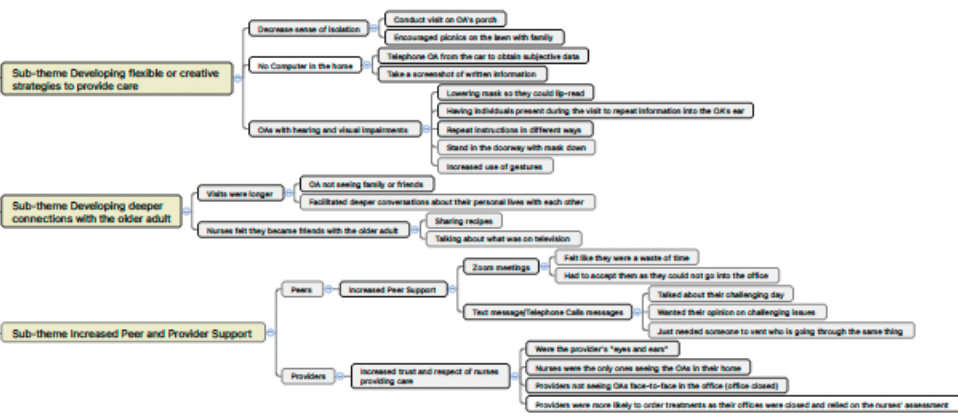 Sub-theme Developing flexible or creative
strategies to provide care
Decrease sense of isolation
Conduct visit on OA's porch
Encouraged picnics on the lawn with family
No Computer in the home
Telephone OA from the car to obtain subjective data
Take a screenshot of written information
OAs with hearing and visual impairments
Lowering mask so they could lip-read
Having individuals present during the visit to repeat information into the OA's ear
Repeat instructions in different ways
Stand in the doorway with mask down
Increased use of gestures
Sub-theme Developing deeper
connections with the older adult
Visits were longer
OA not seeing family or friends
Facilitated deeper conversations about their personal lives with each other
Nurses felt they became friends with the older adult
Sharing recipes
Talking about what was on television
Sub-theme Increased Peer and Provider Support
Peers
Increased Peer Support
Zoom meetings
Felt like they were a waste of time
Had to accept them as they could not go into the office
Text message/Telephone Calls messages
Talked about their challenging day
Wanted their opinion on challenging issues
Just needed someone to vent who is going through the same thing
Providers
Increased trust and respect of nurses
providing care
Were the provider's "eyes and ears"
Nurses were the only ones seeing the OAs in their home
Providers not seeing OAs face-to-face in the office (office closed)
Providers were more likely to order treatments as their offices were closed and relied on the nurses' assessment